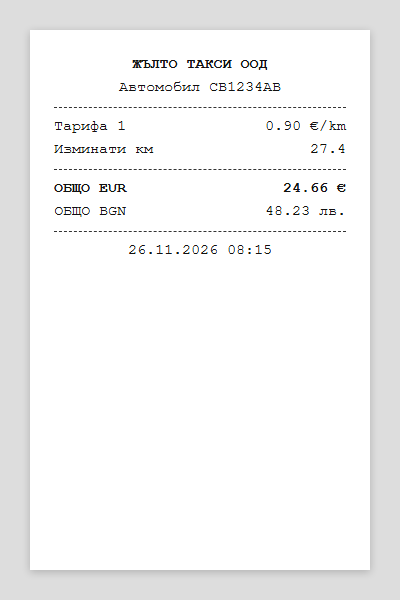 ЖЪЛТО ТАКСИ ООД
Автомобил СВ1234АВ
Тарифа 1 0.90 €/km
Изминати км 27.4
ОБЩО EUR 24.66 €
ОБЩО BGN 48.23 лв.
26.11.2026 08:15